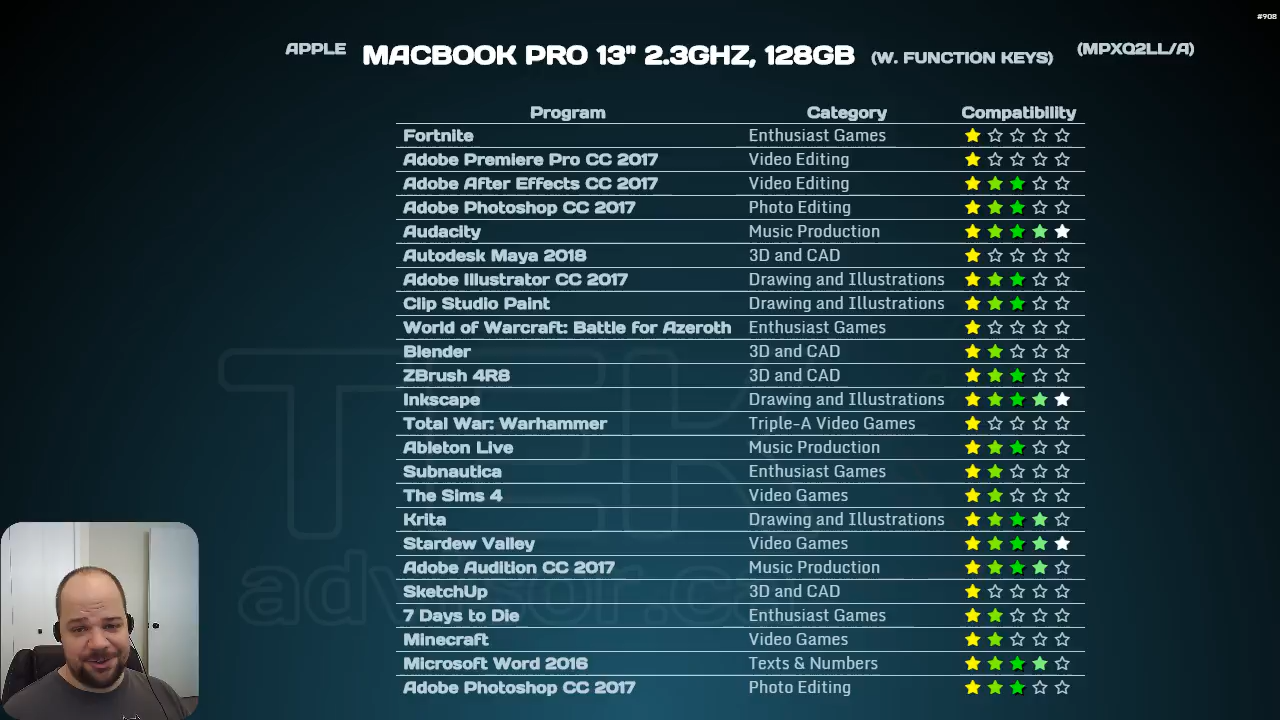 #908
APPLE MACBOOK PRO 13" 2.3GHZ, 128GB (W. FUNCTION KEYS) (MPXQ2LL/A)
Program Category Compatibility
Fortnite Enthusiast Games
Adobe Premiere Pro CC 2017 Video Editing
Adobe After Effects CC 2017 Video Editing
Adobe Photoshop CC 2017 Photo Editing
Audacity Music Production
Autodesk Maya 2018 3D and CAD
Adobe Illustrator CC 2017 Drawing and Illustrations
Clip Studio Paint Drawing and Illustrations
World of Warcraft: Battle for Azeroth Enthusiast Games
Blender 3D and CAD
ZBrush 4R8 3D and CAD
Inkscape Drawing and Illustrations
Total War: Warhammer Triple-A Video Games
Ableton Live Music Production
Subnautica Enthusiast Games
The Sims 4 Video Games
Krita Drawing and Illustrations
Stardew Valley Video Games
Adobe Audition CC 2017 Music Production
SketchUp 3D and CAD
7 Days to Die Enthusiast Games
Minecraft Video Games
Microsoft Word 2016 Texts & Numbers
Adobe Photoshop CC 2017 Photo Editing